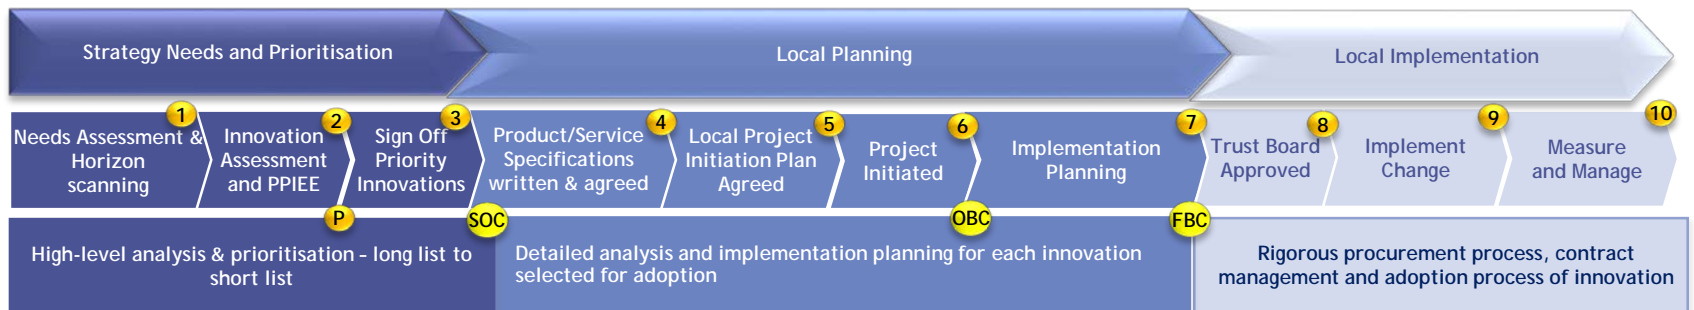 Strategy Needs and Prioritisation
Local Planning
Local Implementation
1
2
3
4
5
6
7
8
9
10
Needs Assessment &
Horizon
scanning
Innovation
Assessment
and PPIEE
Sign Off
Priority
Innovations
Product/Service
Specifications
written & agreed
Local Project
Initiation Plan
Agreed
Project
Initiated
Implementation
Planning
Trust Board
Approved
Implement
Change
Measure
and Manage
P
SOC
OBC
FBC
High-level analysis & prioritisation – long list to
short list
Detailed analysis and implementation planning for each innovation
selected for adoption
Rigorous procurement process, contract
management and adoption process of innovation